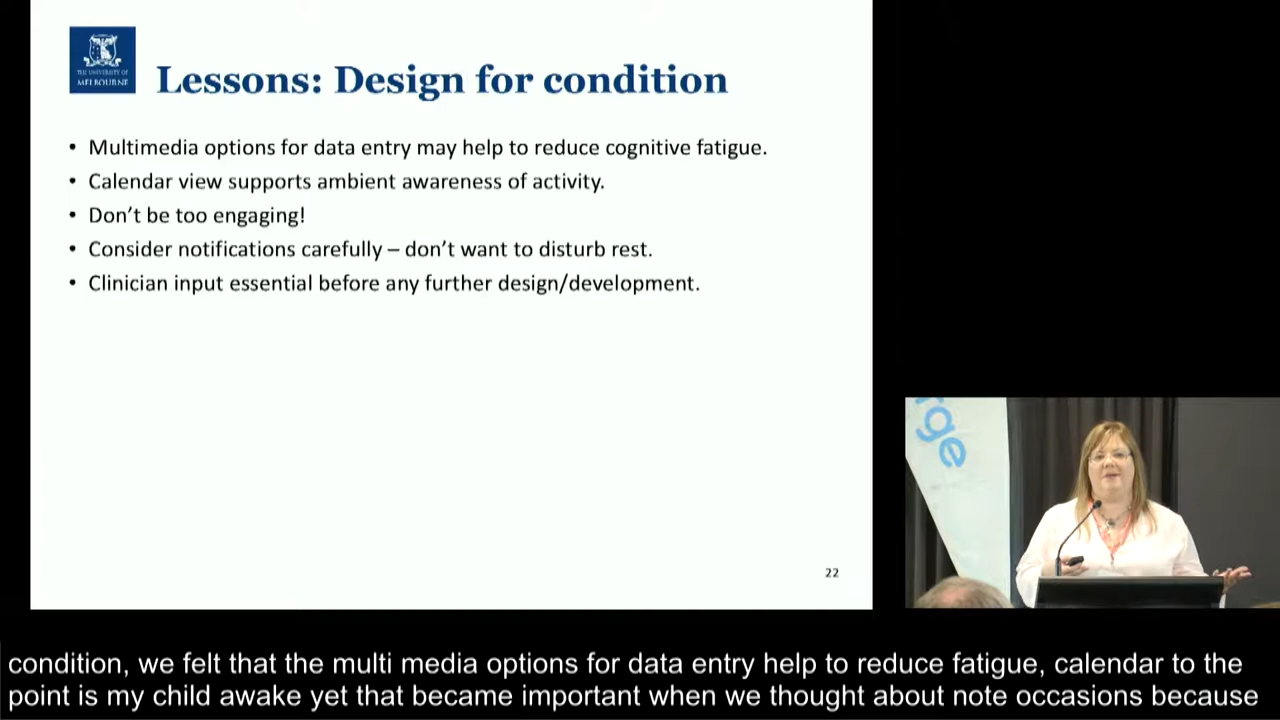 THE UNIVERSITY OF
MELBOURNE
Lessons: Design for condition
• Multimedia options for data entry may help to reduce cognitive fatigue.
• Calendar view supports ambient awareness of activity.
• Don't be too engaging!
• Consider notifications carefully – don't want to disturb rest.
• Clinician input essential before any further design/development.
rge
22
condition, we felt that the multi media options for data entry help to reduce fatigue, calendar to the
point is my child awake yet that became important when we thought about note occasions because